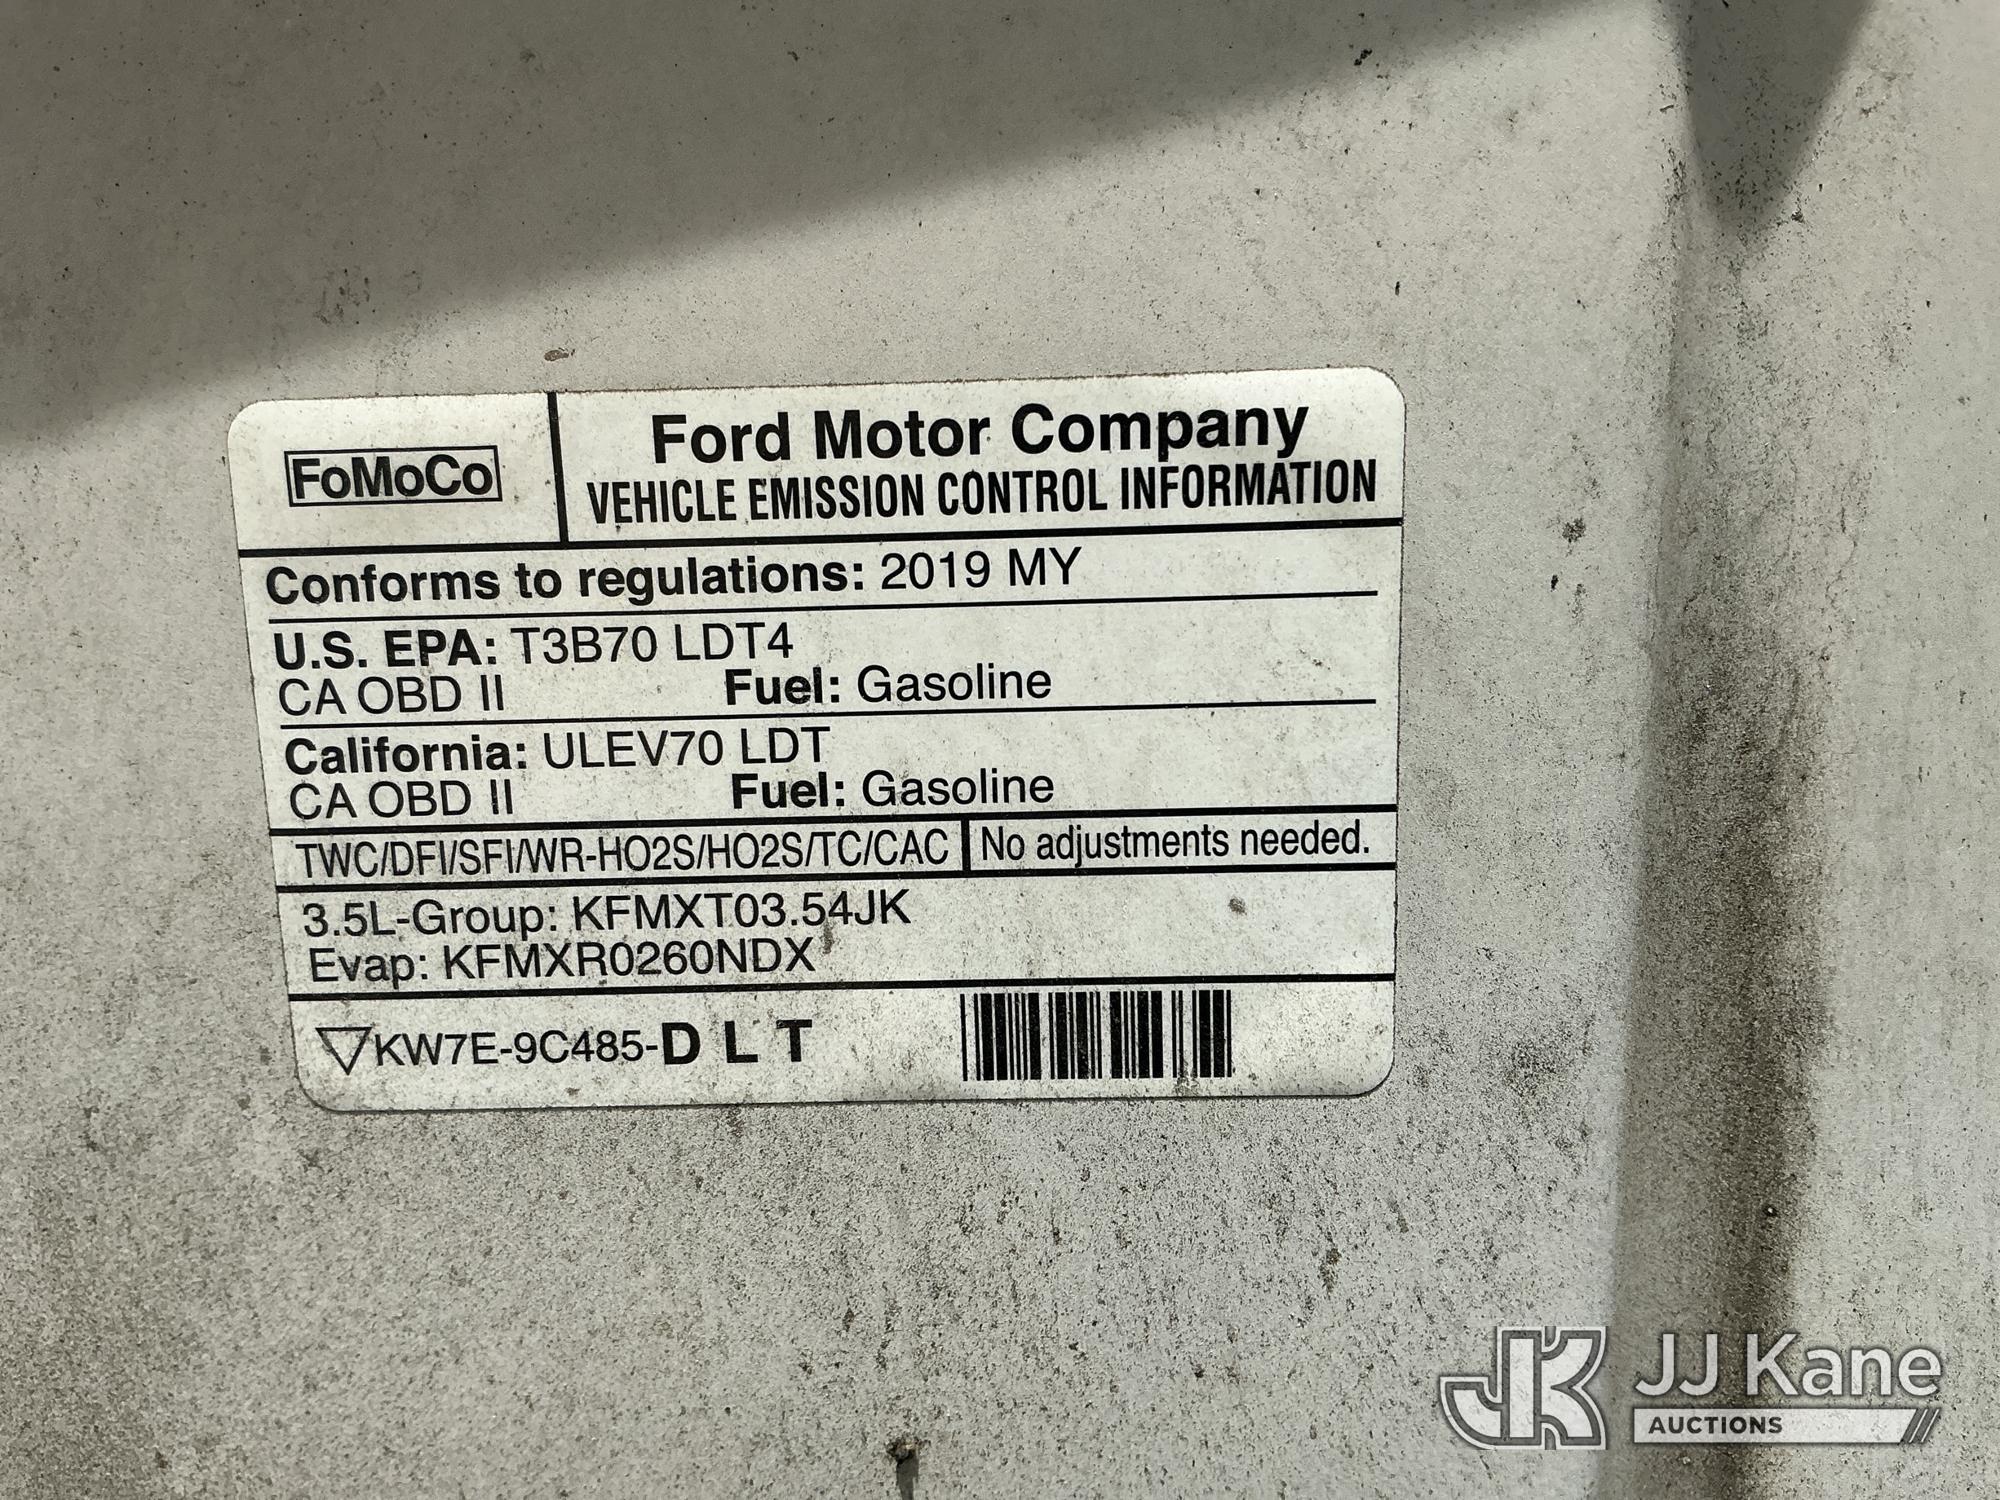 FoMoCo
Ford Motor Company
VEHICLE EMISSION CONTROL INFORMATION
Conforms to regulations: 2019 MY
U.S. EPA: T3B70 LDT4
CA OBD II Fuel: Gasoline
California: ULEV70 LDT
CA OBD II Fuel: Gasoline
TWC/DFI/SFI/WR-HO2S/HO2S/TC/CAC No adjustments needed.
3.5L-Group: KFMXT03.54JK
Evap: KFMXR0260NDX
KW7E-9C485-D L T
JK JJ Kane
AUCTIONS